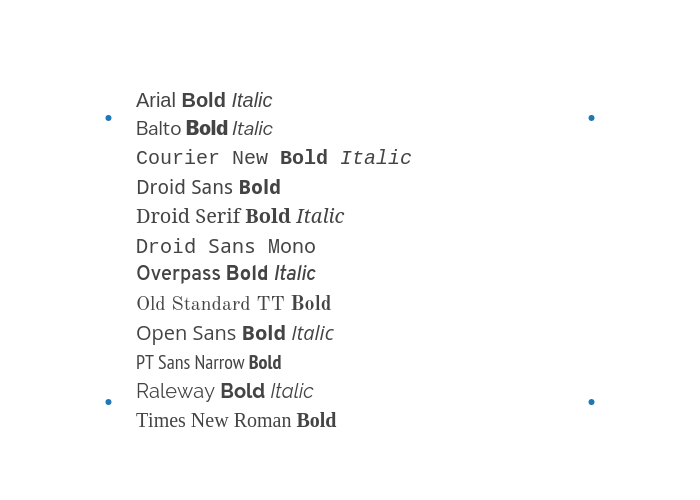 Arial Bold Italic
Balto Bold Italic
Courier New Bold Italic
Droid Sans Bold
Droid Serif Bold Italic
Droid Sans Mono
Overpass Bold Italic
Old Standard TT Bold
Open Sans Bold Italic
PT Sans Narrow Bold
Raleway Bold Italic
Times New Roman Bold